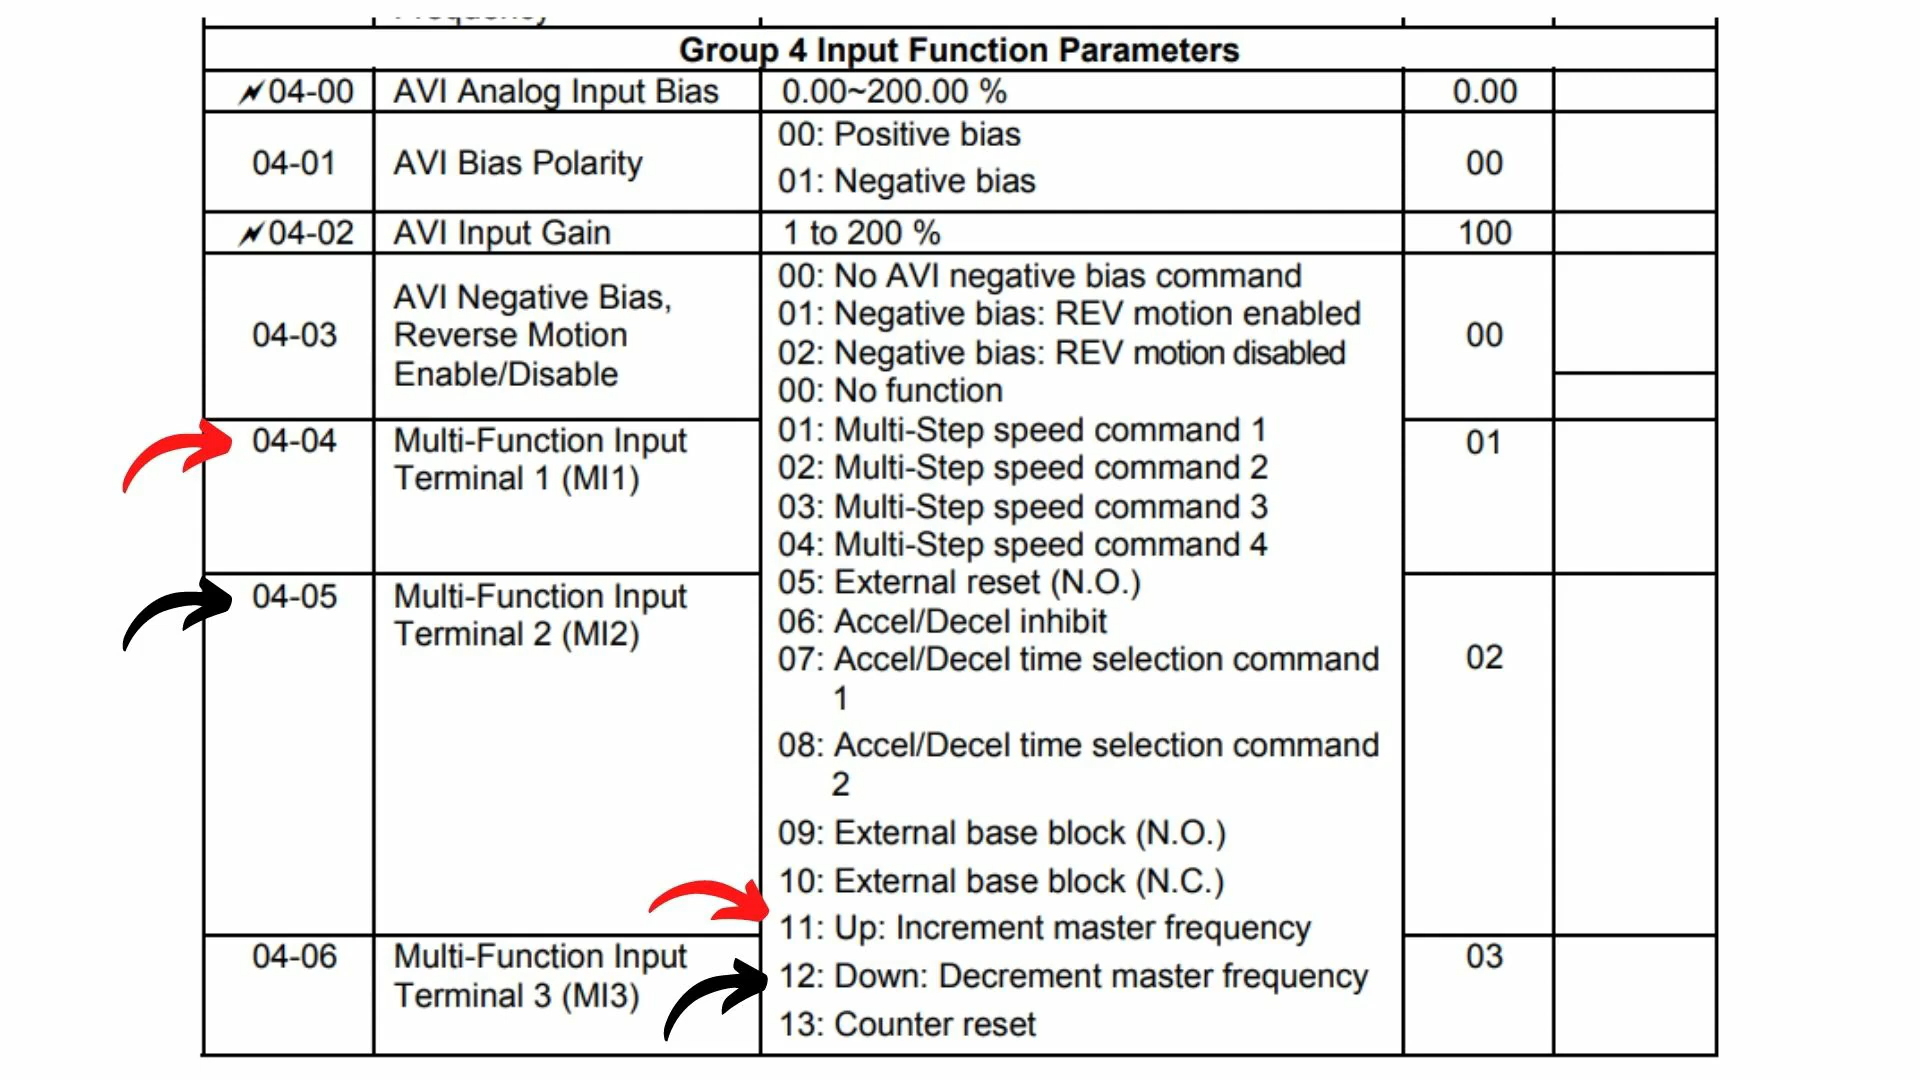 Group 4 Input Function Parameters
04-00 AVI Analog Input Bias 0.00~200.00 % 0.00
04-01 AVI Bias Polarity 00: Positive bias 00
01: Negative bias
04-02 AVI Input Gain 1 to 200 % 100
04-03 AVI Negative Bias, Reverse Motion Enable/Disable 00: No AVI negative bias command 00
01: Negative bias: REV motion enabled
02: Negative bias: REV motion disabled
00: No function
04-04 Multi-Function Input 01: Multi-Step speed command 1 01
Terminal 1 (MI1) 02: Multi-Step speed command 2
03: Multi-Step speed command 3
04: Multi-Step speed command 4
04-05 Multi-Function Input 05: External reset (N.O.)
Terminal 2 (MI2) 06: Accel/Decel inhibit
07: Accel/Decel time selection command 02
1
08: Accel/Decel time selection command
2
09: External base block (N.O.)
10: External base block (N.C.)
11: Up: Increment master frequency
04-06 Multi-Function Input 12: Down: Decrement master frequency 03
Terminal 3 (MI3) 13: Counter reset